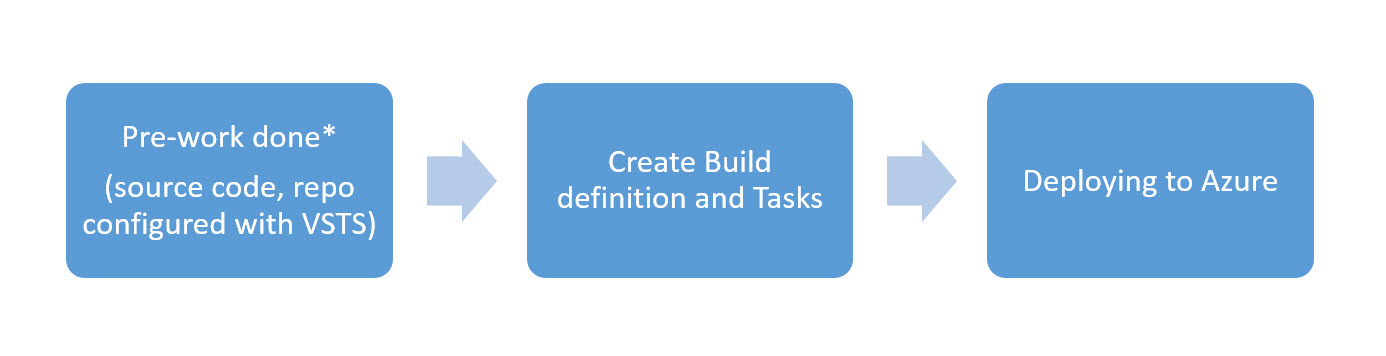 Pre-work done*
(source code, repo
configured with VSTS)
Create Build
definition and Tasks
Deploying to Azure